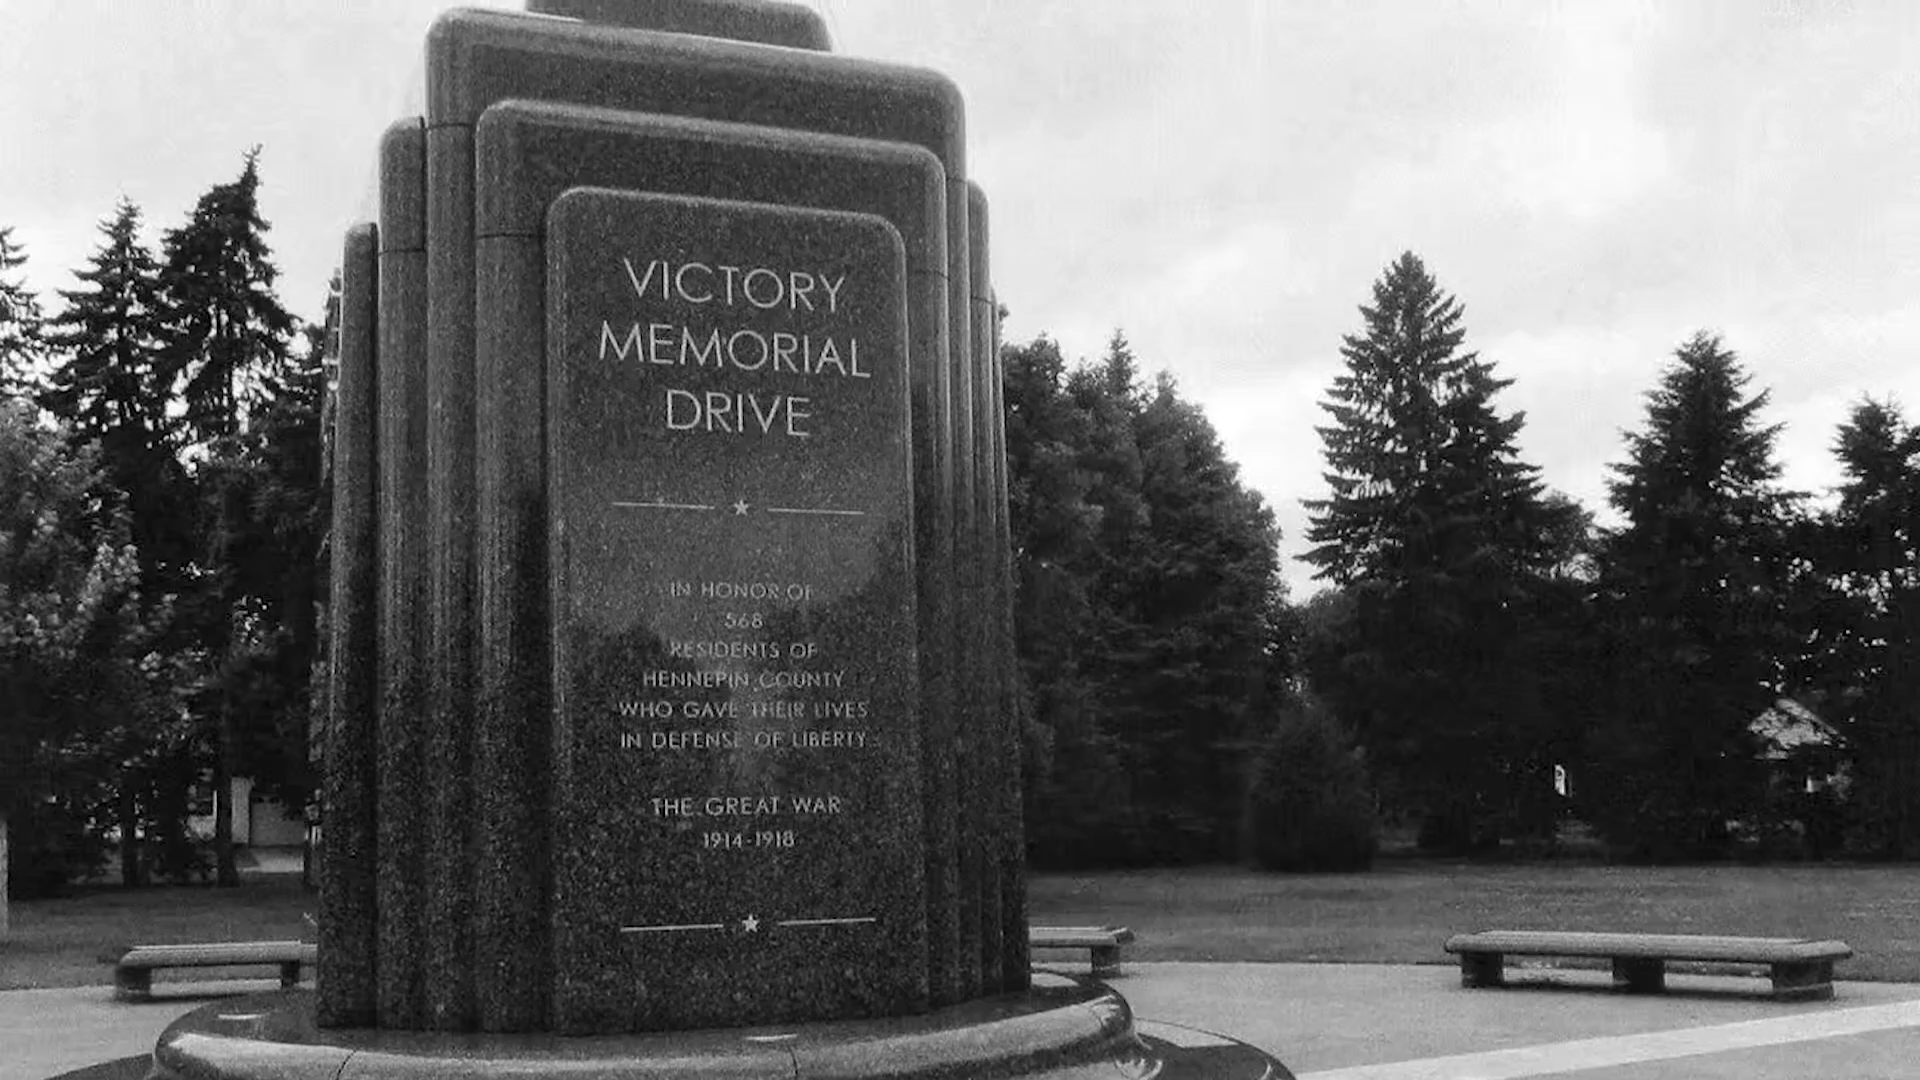 VICTORY
MEMORIAL
DRIVE
IN HONOR OF
568
RESIDENTS OF
HENNEPIN COUNTY
WHO GAVE THEIR LIVES
IN DEFENSE OF LIBERTY
THE GREAT WAR
1914-1918